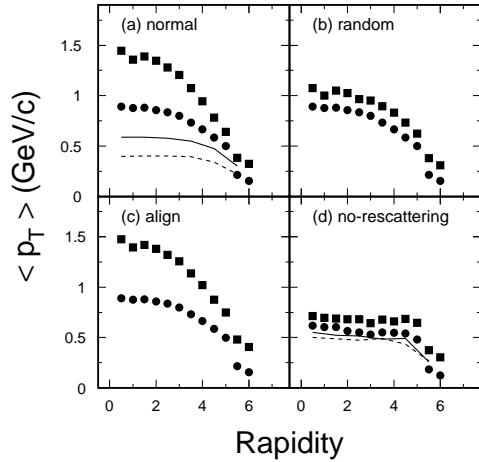 (a) normal
(b) random
1.5
1
0.5
0
(c) align
(d) no-rescattering
1.5
1
0.5
0
0 2 4 6
0 2 4 6
< p_T > (GeV/c)
Rapidity